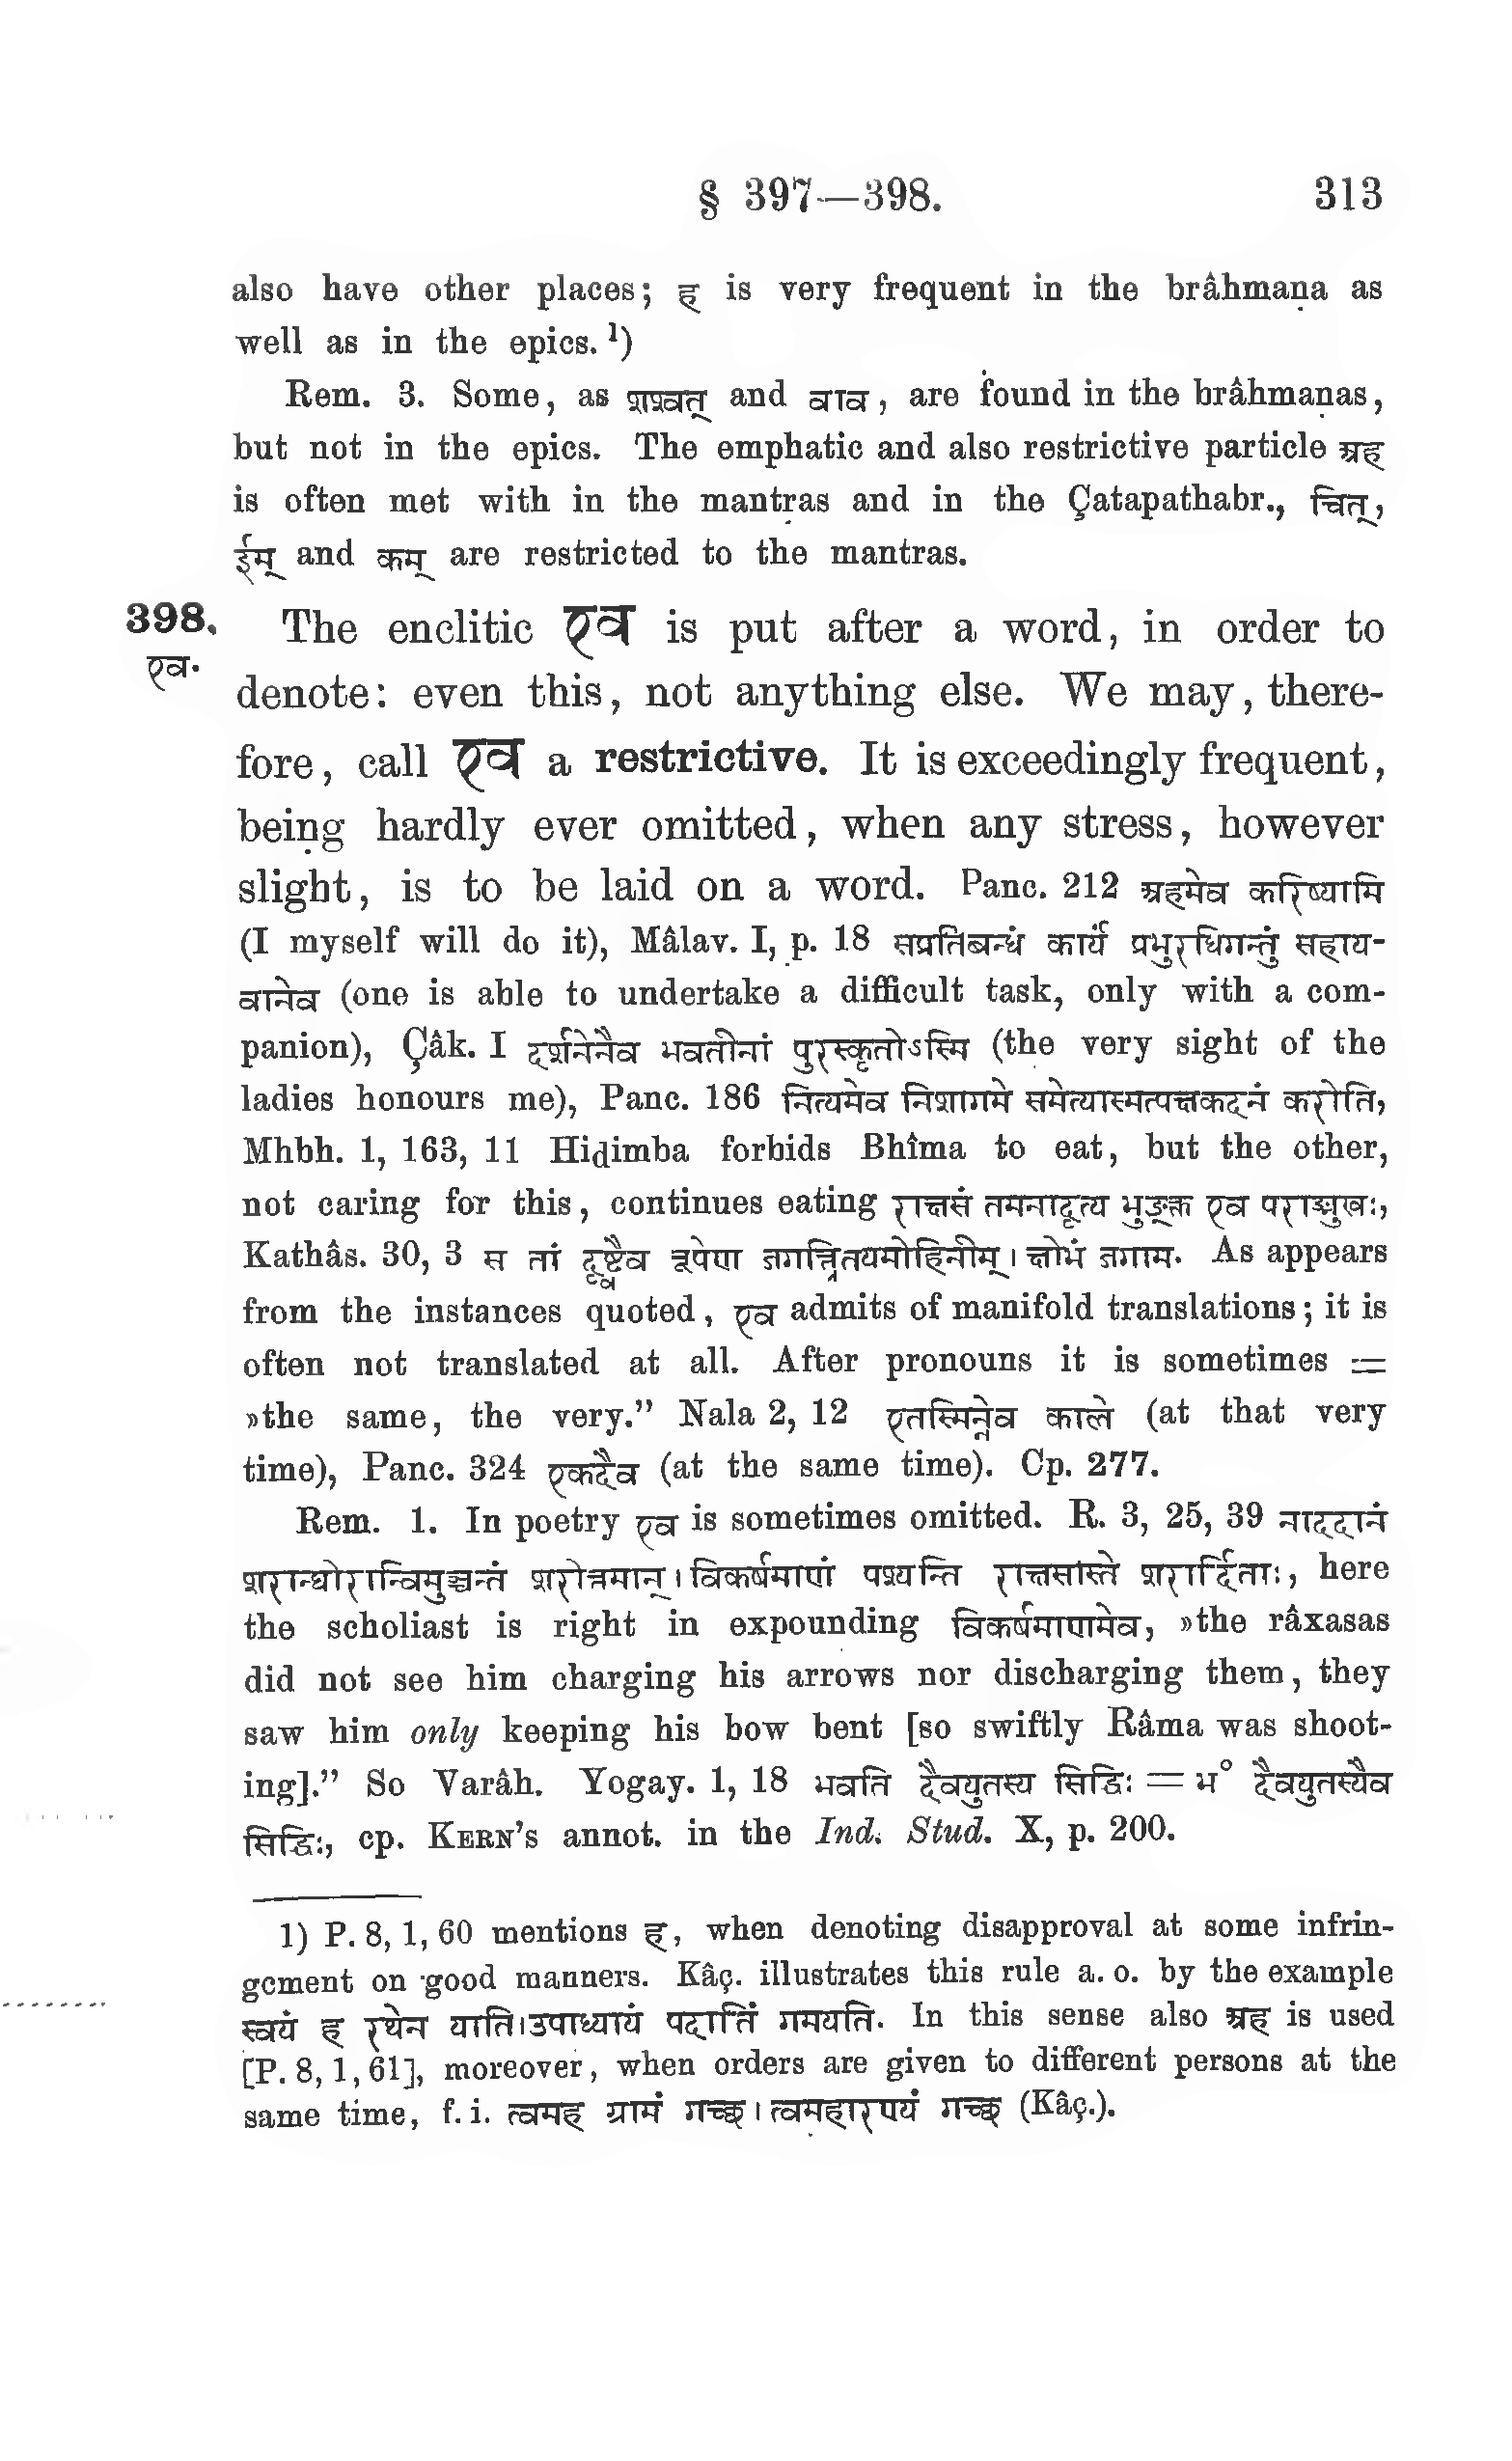 § 397—398. 313
also have other places; ह is very frequent in the brâhmaṇa as
well as in the epics. ¹)
Rem. 3. Some, as शश्वत् and वाव, are found in the brâhmaṇas,
but not in the epics. The emphatic and also restrictive particle अह
is often met with in the mantras and in the Çatapathabr., चित्,
ईम् and कम् are restricted to the mantras.
398. The enclitic एव is put after a word, in order to
एव.
denote: even this, not anything else. We may, there-
fore, call एव a restrictive. It is exceedingly frequent,
being hardly ever omitted, when any stress, however
slight, is to be laid on a word. Panc. 212 अहमेव करिष्यामि
(I myself will do it), Mâlav. I, p. 18 सप्रतिबन्धं कार्यं प्रभुरधिगन्तुं सहाय-
वानेव (one is able to undertake a difficult task, only with a com-
panion), Çâk. I दर्शनेनैव भवतीनां पुरस्कृतोऽस्मि (the very sight of the
ladies honours me), Panc. 186 नित्यमेव निशागमे समेत्यास्मत्पक्षकदनं करोति,
Mhbh. 1, 163, 11 Hiḍimba forbids Bhîma to eat, but the other,
not caring for this, continues eating राक्षसं तमनादृत्य भुङ्क्त एव पराङ्मुखः,
Kathâs. 30, 3 स तां दृष्ट्वैव रूपेण जगत्त्रितयमोहिनीम् । क्षोभं जगाम. As appears
from the instances quoted, एव admits of manifold translations; it is
often not translated at all. After pronouns it is sometimes =
»the same, the very.” Nala 2, 12 एतस्मिन्नेव काले (at that very
time), Panc. 324 एकदैव (at the same time). Cp. 277.
Rem. 1. In poetry एव is sometimes omitted. R. 3, 25, 39 नाददानं
शरान्घोरान्विमुञ्चन्तं शरोत्तमान् । विकर्षमाणं पश्यन्ति राक्षसास्ते शरार्दिताः, here
the scholiast is right in expounding विकर्षमाणमेव, »the râxasas
did not see him charging his arrows nor discharging them, they
saw him only keeping his bow bent [so swiftly Râma was shoot-
ing].” So Varâh. Yogay. 1, 18 भवति दैवयुतस्य सिद्धिः = भ° दैवयुतस्यैव
सिद्धिः, cp. KERN's annot. in the Ind. Stud. X, p. 200.
1) P. 8, 1, 60 mentions ह, when denoting disapproval at some infrin-
gement on good manners. Kâç. illustrates this rule a. o. by the example
स्वयं ह रथेन याति । उपाध्यायं पदातिं गमयति. In this sense also अह is used
[P. 8, 1, 61], moreover, when orders are given to different persons at the
same time, f. i. त्वमह ग्रामं गच्छ । त्वमहारण्यं गच्छ (Kâç.).